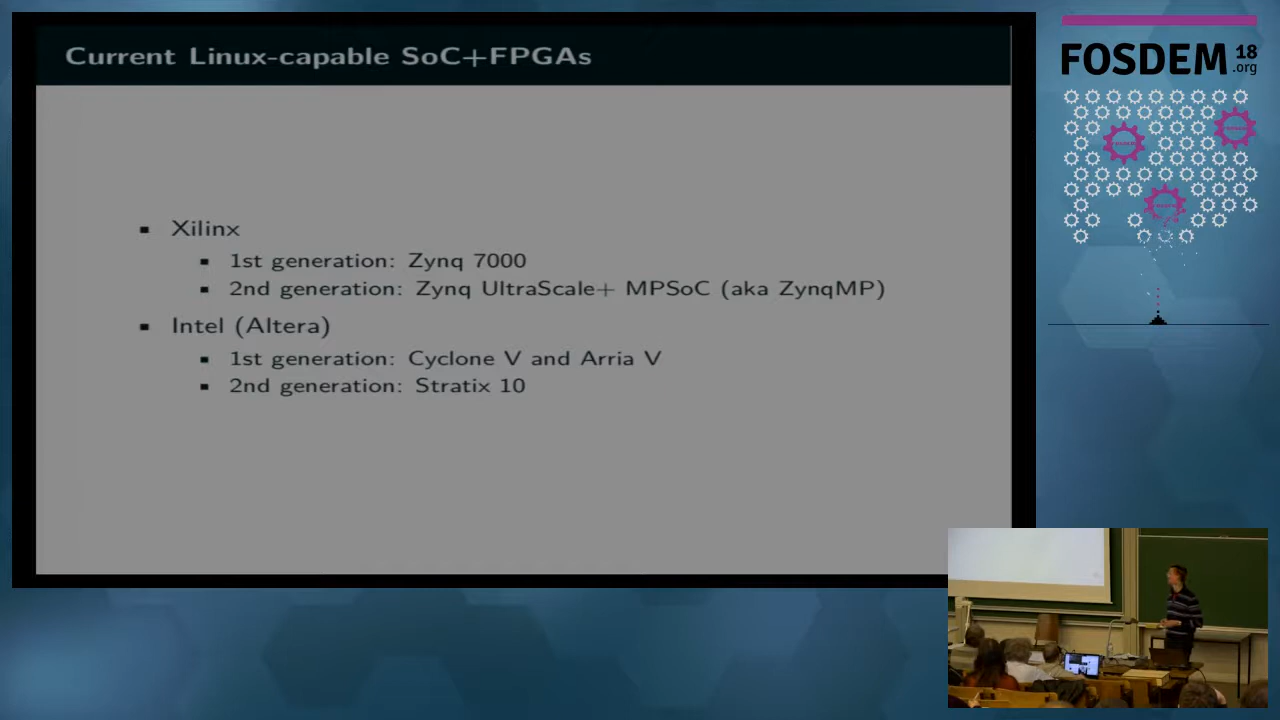 Current Linux-capable SoC+FPGAs
Xilinx
1st generation: Zynq 7000
2nd generation: Zynq UltraScale+ MPSoC (aka ZynqMP)
Intel (Altera)
1st generation: Cyclone V and Arria V
2nd generation: Stratix 10
FOSDEM 18
.org